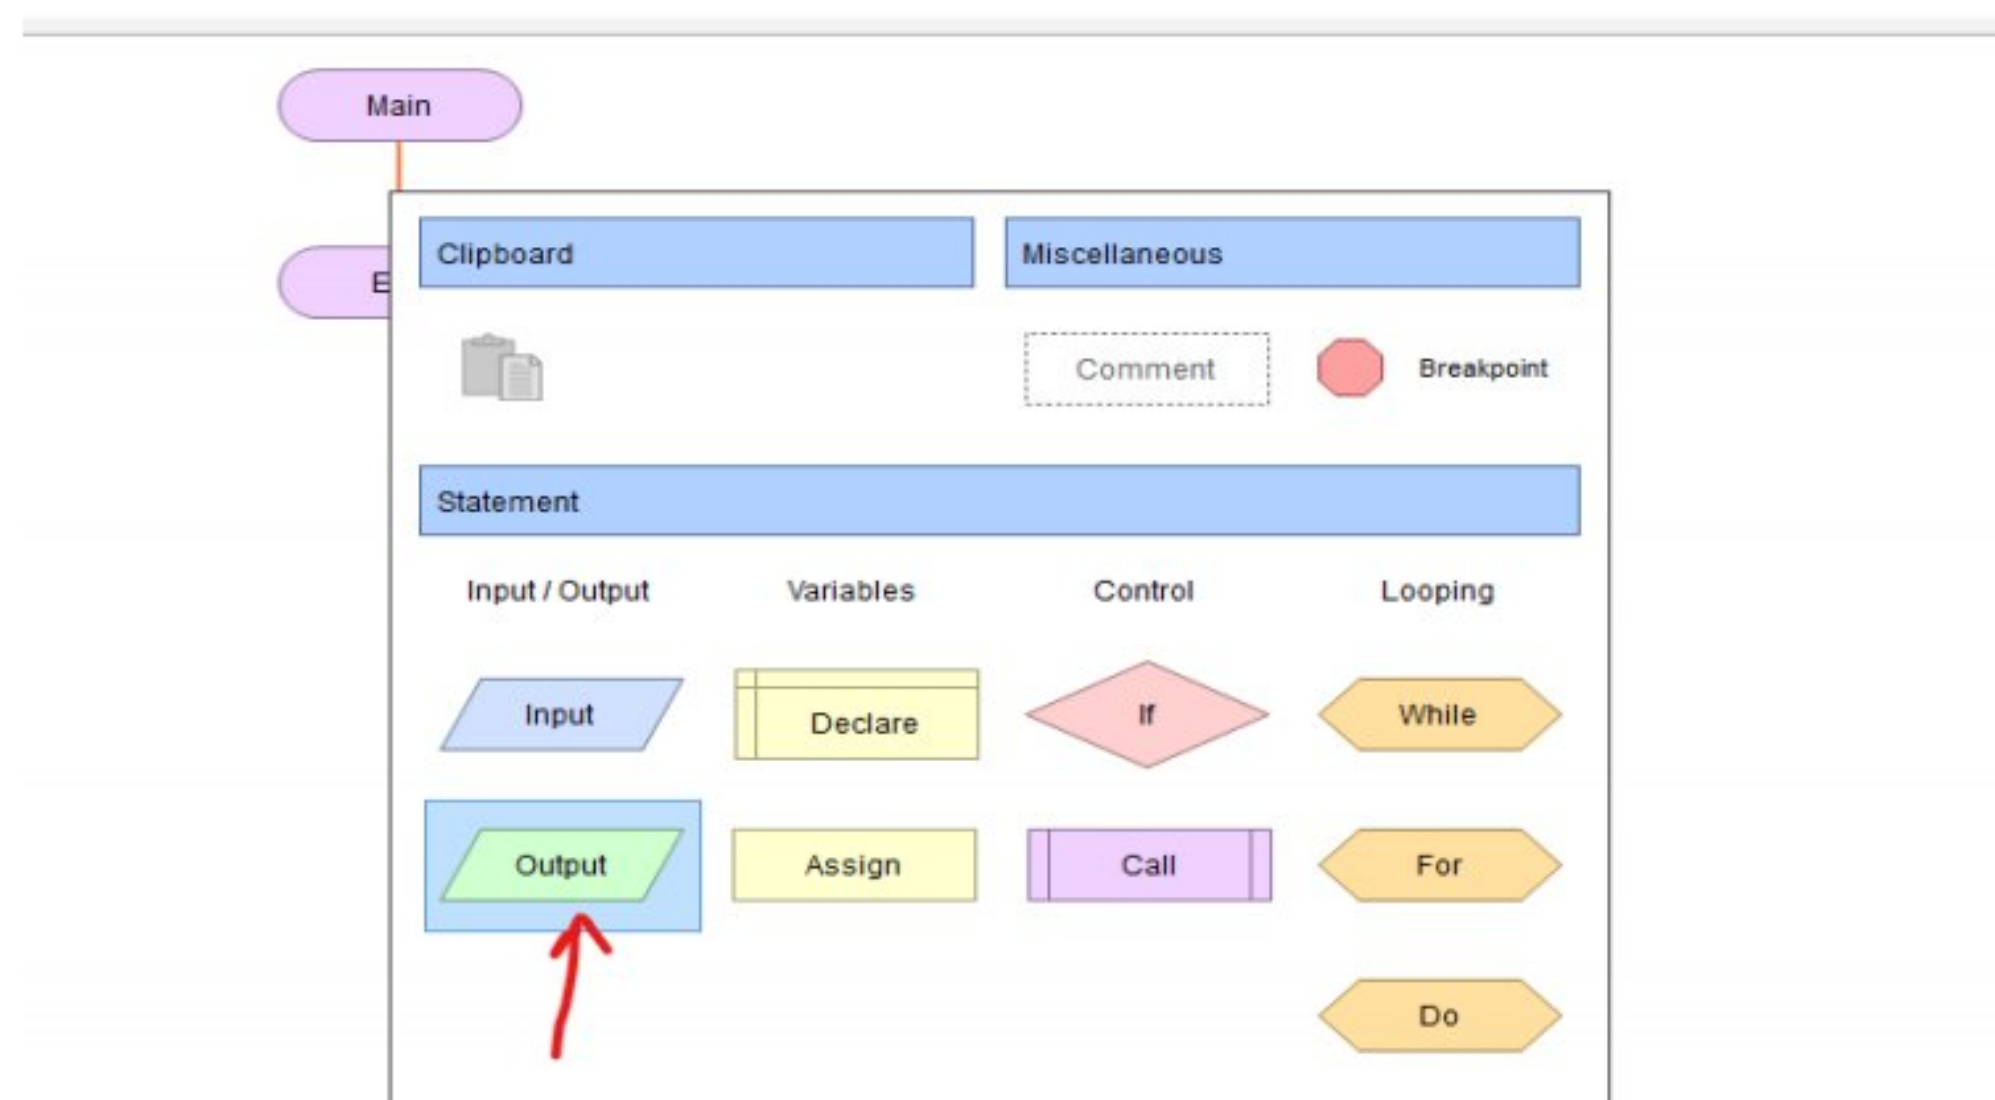 Main
E
Clipboard
Miscellaneous
Comment
Breakpoint
Statement
Input / Output
Variables
Control
Looping
Input
Declare
If
While
Output
Assign
Call
For
Do